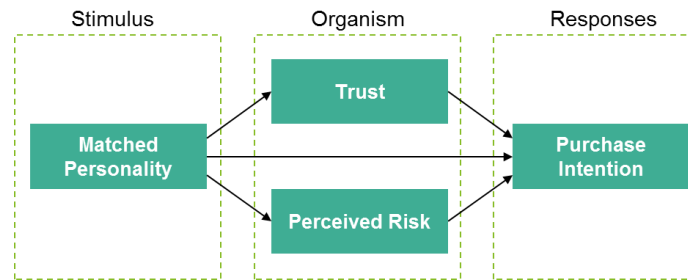 Stimulus
Organism
Responses
Trust
Matched
Personality
Purchase
Intention
Perceived Risk